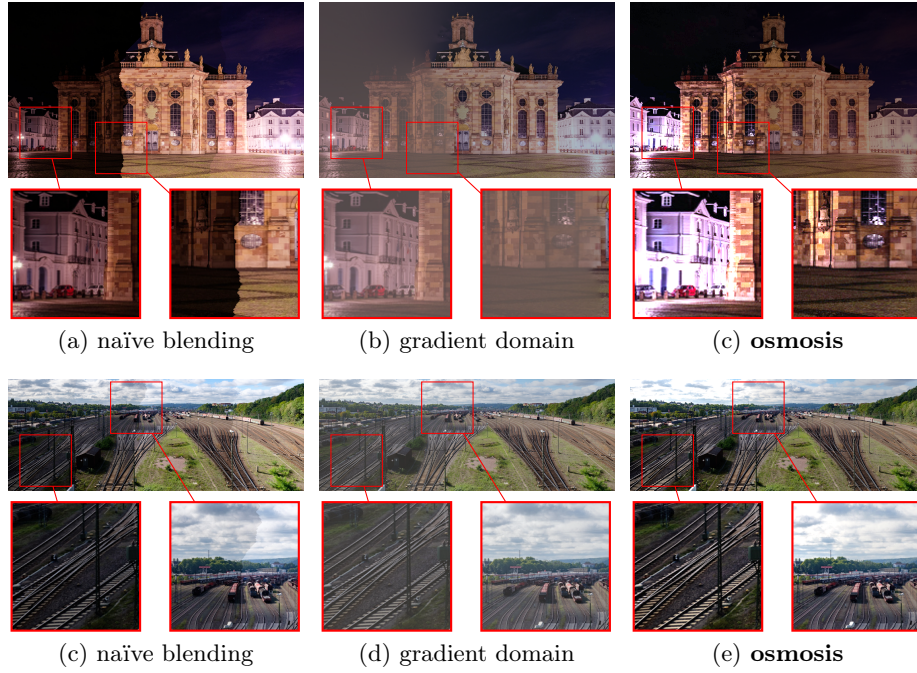 (a) naïve blending
(b) gradient domain
(c) osmosis
(c) naïve blending
(d) gradient domain
(e) osmosis